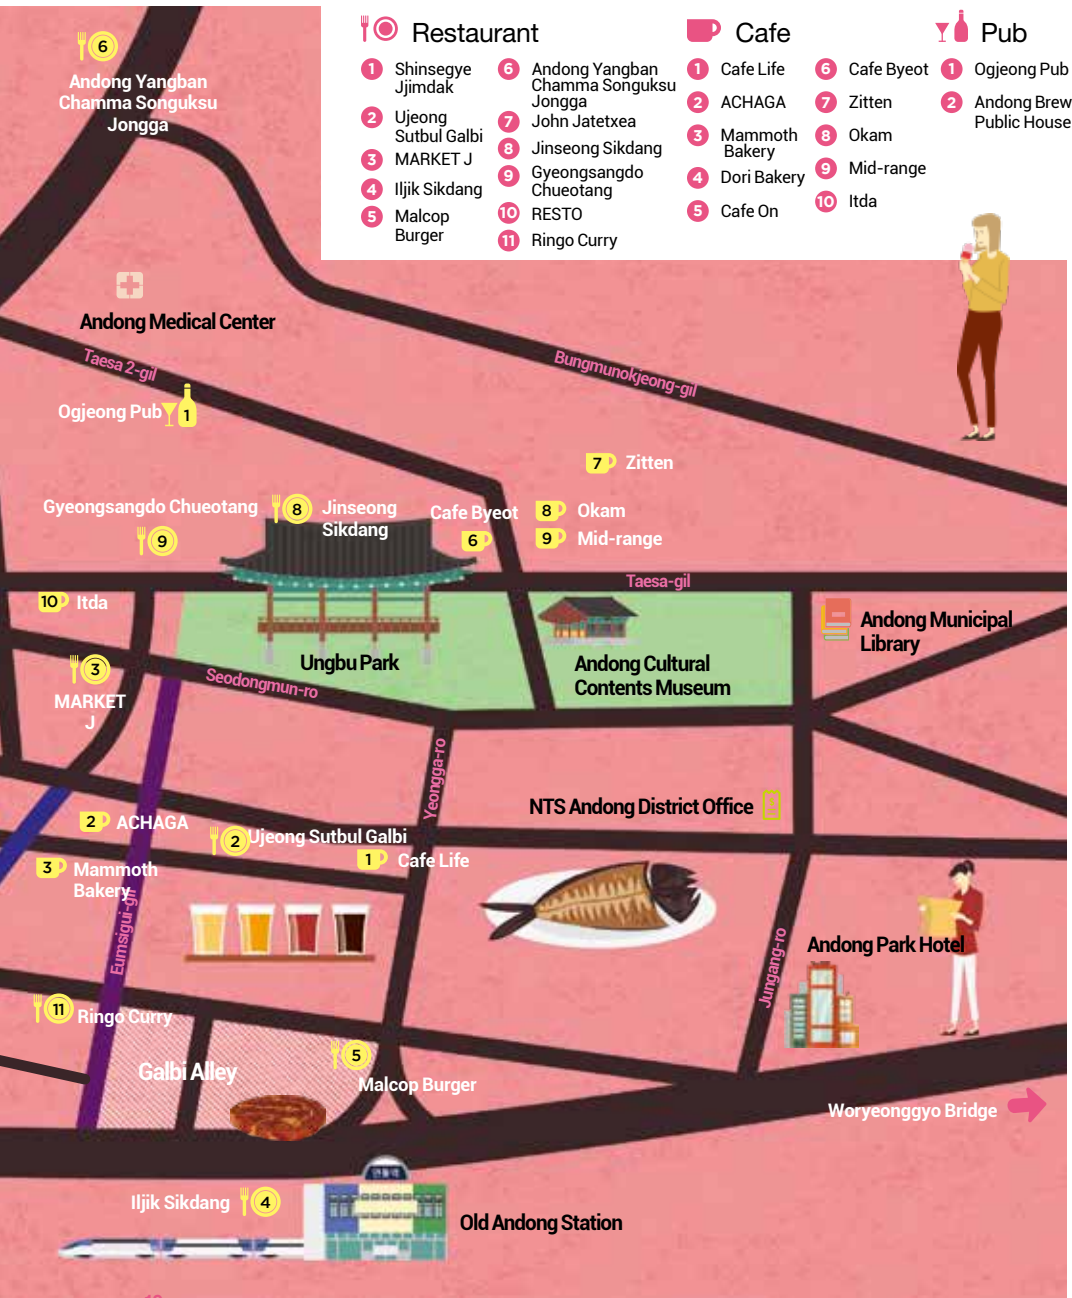 Restaurant
1 Shinsegye
Jjimdak
2 Ujeong
Sutbul Galbi
3 MARKET J
4 Iljik Sikdang
5 Malcop
Burger
6 Andong Yangban
Chamma Songuksu
Jongga
7 John Jatetxea
8 Jinseong Sikdang
9 Gyeongsangdo
Chueotang
10 RESTO
11 Ringo Curry
Cafe
1 Cafe Life
2 ACHAGA
3 Mammoth
Bakery
4 Dori Bakery
5 Cafe On
6 Cafe Byeot
7 Zitten
8 Okam
9 Mid-range
10 Itda
Pub
1 Ogjeong Pub
2 Andong Brew
Public House
6
Andong Yangban
Chamma Songuksu
Jongga
Andong Medical Center
Taesa 2-gil
Bungmunokjeong-gil
Ogjeong Pub 1
7 Zitten
Gyeongsangdo Chueotang
9
8 Jinseong
Sikdang
Cafe Byeot
6
8 Okam
9 Mid-range
Taesa-gil
10 Itda
Andong Municipal
Library
Ungbu Park
Andong Cultural
Contents Museum
3
MARKET
J
Seodongmun-ro
Yeongga-ro
NTS Andong District Office
2 ACHAGA
2 Ujeong Sutbul Galbi
1 Cafe Life
3 Mammoth
Bakery
Eumsigui-gil
Andong Park Hotel
Jungang-ro
11 Ringo Curry
Galbi Alley
5
Malcop Burger
Woryeonggyo Bridge
Iljik Sikdang 4
Old Andong Station